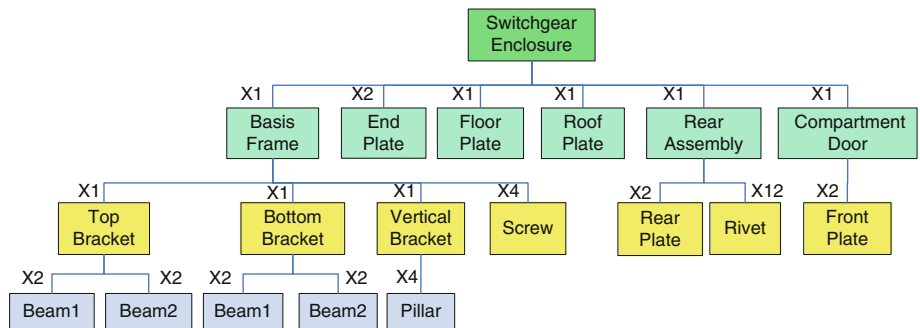 Switchgear
Enclosure
X1
X2
X1
X1
X1
X1
Basis
Frame
End
Plate
Floor
Plate
Roof
Plate
Rear
Assembly
Compartment
Door
X1
X1
X1
X4
X2
X12
X2
Top
Bracket
Bottom
Bracket
Vertical
Bracket
Screw
Rear
Plate
Rivet
Front
Plate
X2
X2
X2
X2
X4
Beam1
Beam2
Beam1
Beam2
Pillar